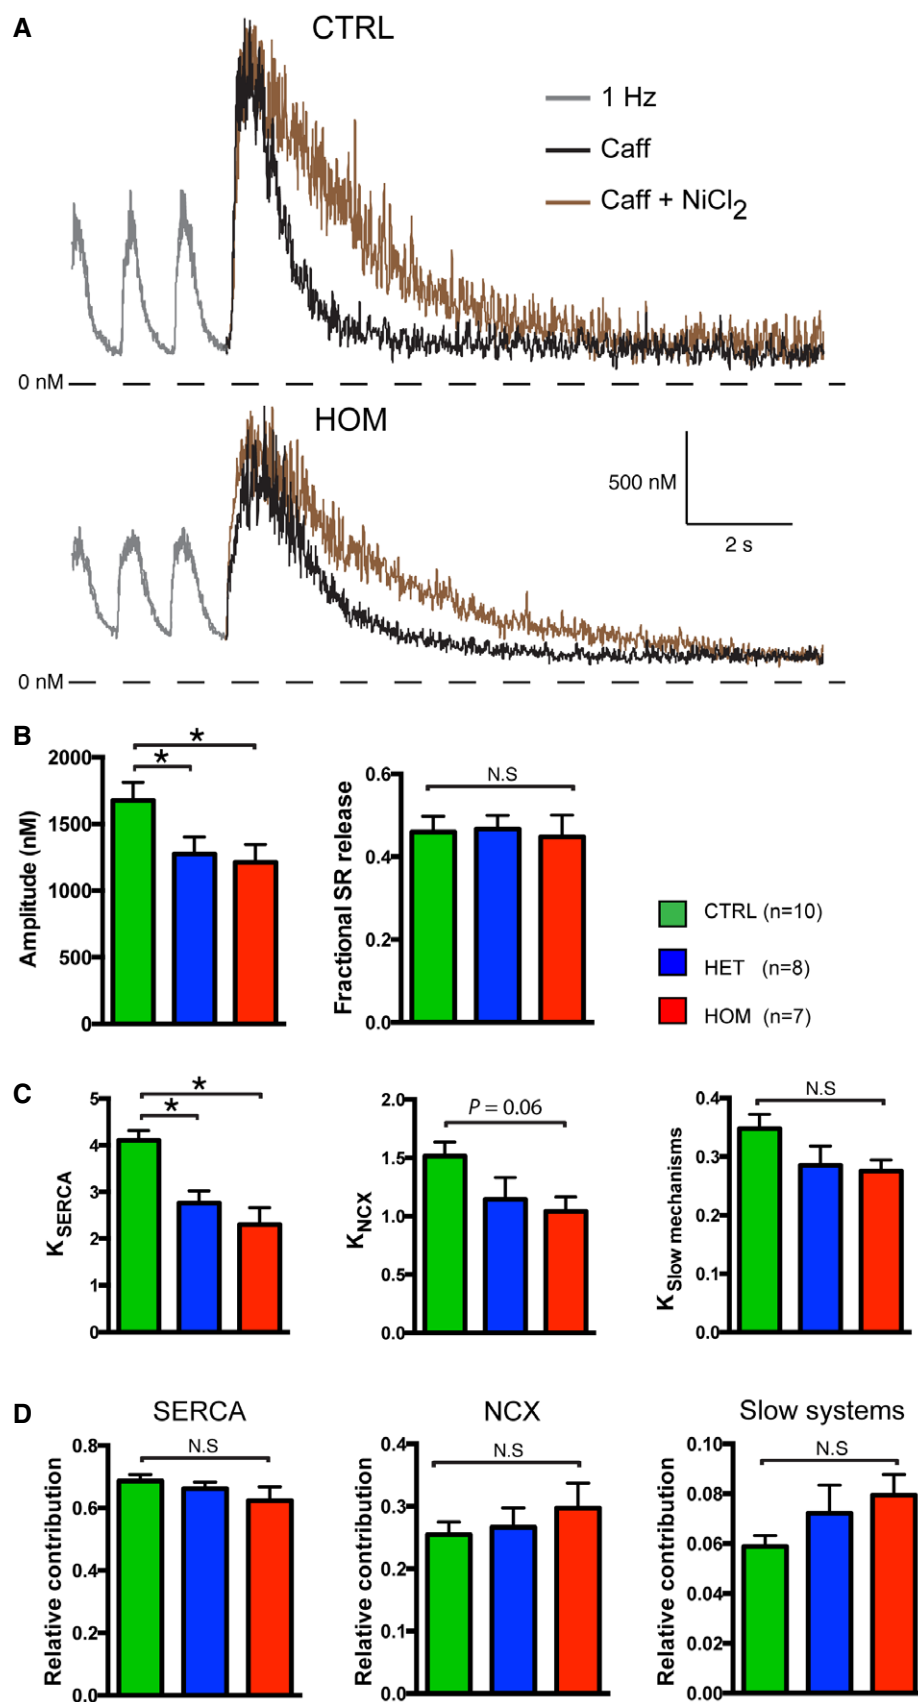 A
CTRL
1 Hz
Caff
Caff + NiCl2
0 nM
HOM
500 nM
2 s
0 nM
B
Amplitude (nM)
2000
1500
1000
500
0
*
*
Fractional SR release
0.6
0.4
0.2
0.0
N.S
CTRL (n=10)
HET (n=8)
HOM (n=7)
C
KSERCA
5
4
3
2
1
0
*
*
KNCX
2.0
1.5
1.0
0.5
0.0
P = 0.06
KSlow mechanisms
0.4
0.3
0.2
0.1
0.0
N.S
D
SERCA
Relative contribution
0.8
0.6
0.4
0.2
0.0
N.S
NCX
Relative contribution
0.4
0.3
0.2
0.1
0.0
N.S
Slow systems
Relative contribution
0.10
0.08
0.06
0.04
0.02
0.00
N.S